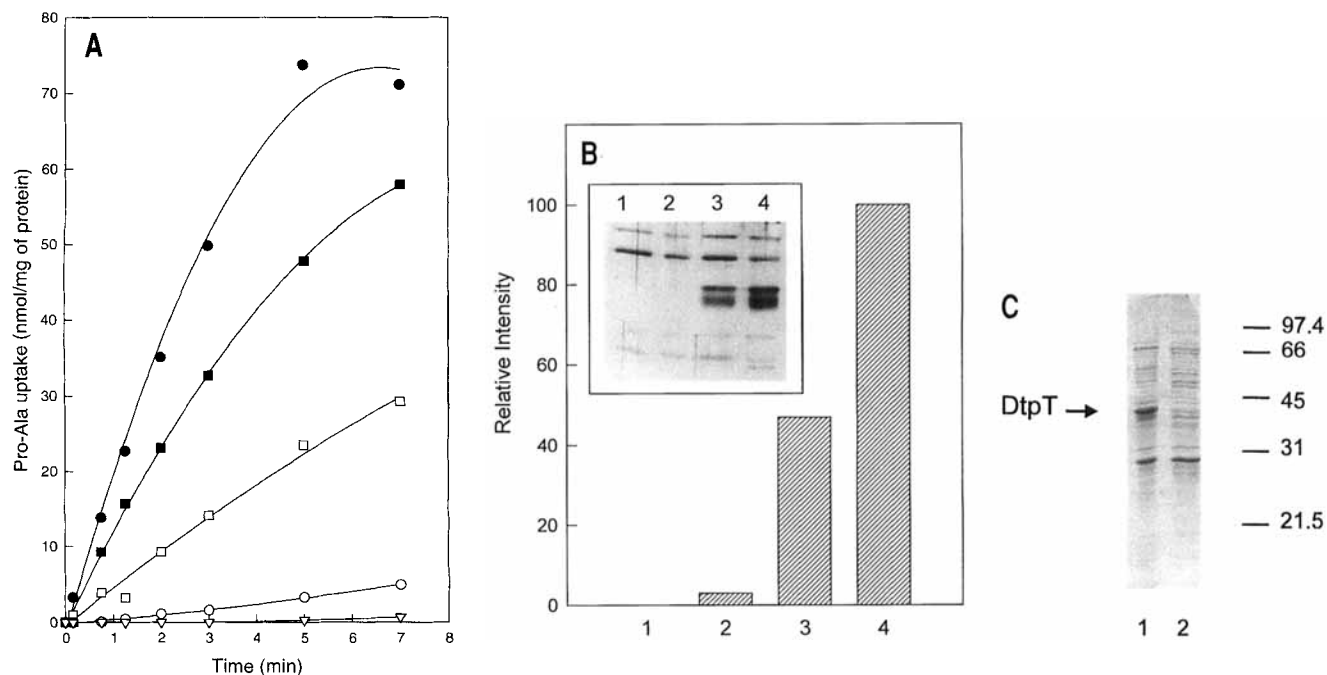 A
Pro-Ala uptake (nmol/mg of protein)
80
70
60
50
40
30
20
10
0
0 1 2 3 4 5 6 7 8
Time (min)
B
Relative Intensity
100
80
60
40
20
0
1 2 3 4
1 2 3 4
C
DtpT
97.4
66
45
31
21.5
1 2